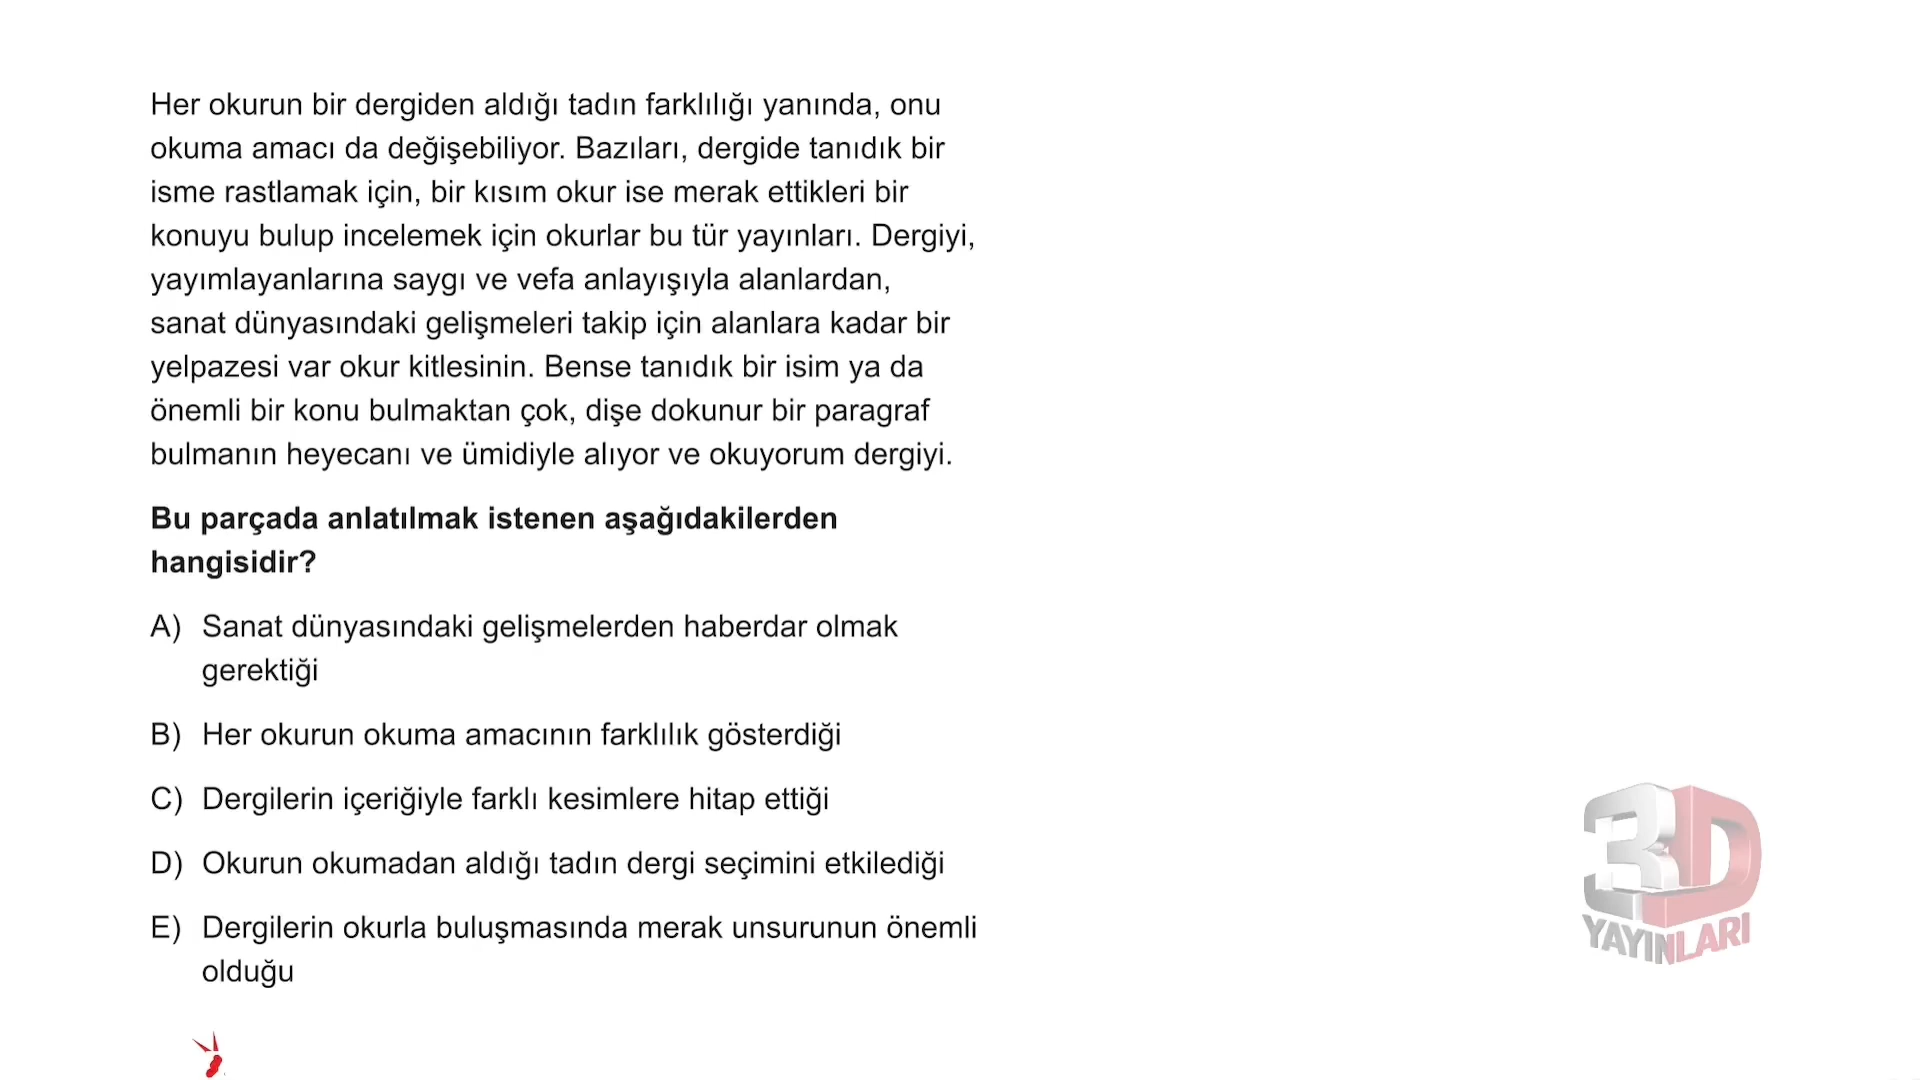 Her okurun bir dergiden aldığı tadın farklılığı yanında, onu
okuma amacı da değişebiliyor. Bazıları, dergide tanıdık bir
isme rastlamak için, bir kısım okur ise merak ettikleri bir
konuyu bulup incelemek için okurlar bu tür yayınları. Dergiyi,
yayımlayanlarına saygı ve vefa anlayışıyla alanlardan,
sanat dünyasındaki gelişmeleri takip için alanlara kadar bir
yelpazesi var okur kitlesinin. Bense tanıdık bir isim ya da
önemli bir konu bulmaktan çok, dişe dokunur bir paragraf
bulmanın heyecanı ve ümidiyle alıyor ve okuyorum dergiyi.
Bu parçada anlatılmak istenen aşağıdakilerden
hangisidir?
A) Sanat dünyasındaki gelişmelerden haberdar olmak
gerektiği
B) Her okurun okuma amacının farklılık gösterdiği
C) Dergilerin içeriğiyle farklı kesimlere hitap ettiği
D) Okurun okumadan aldığı tadın dergi seçimini etkilediği
E) Dergilerin okurla buluşmasında merak unsurunun önemli
olduğu
3D
YAYINLARI